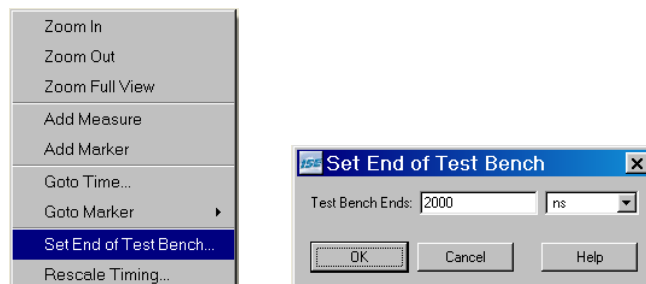 Zoom In
Zoom Out
Zoom Full View
Add Measure
Add Marker
Goto Time...
Goto Marker
Set End of Test Bench...
Rescale Timing...
ISE Set End of Test Bench
Test Bench Ends: 2000 ns
OK Cancel Help